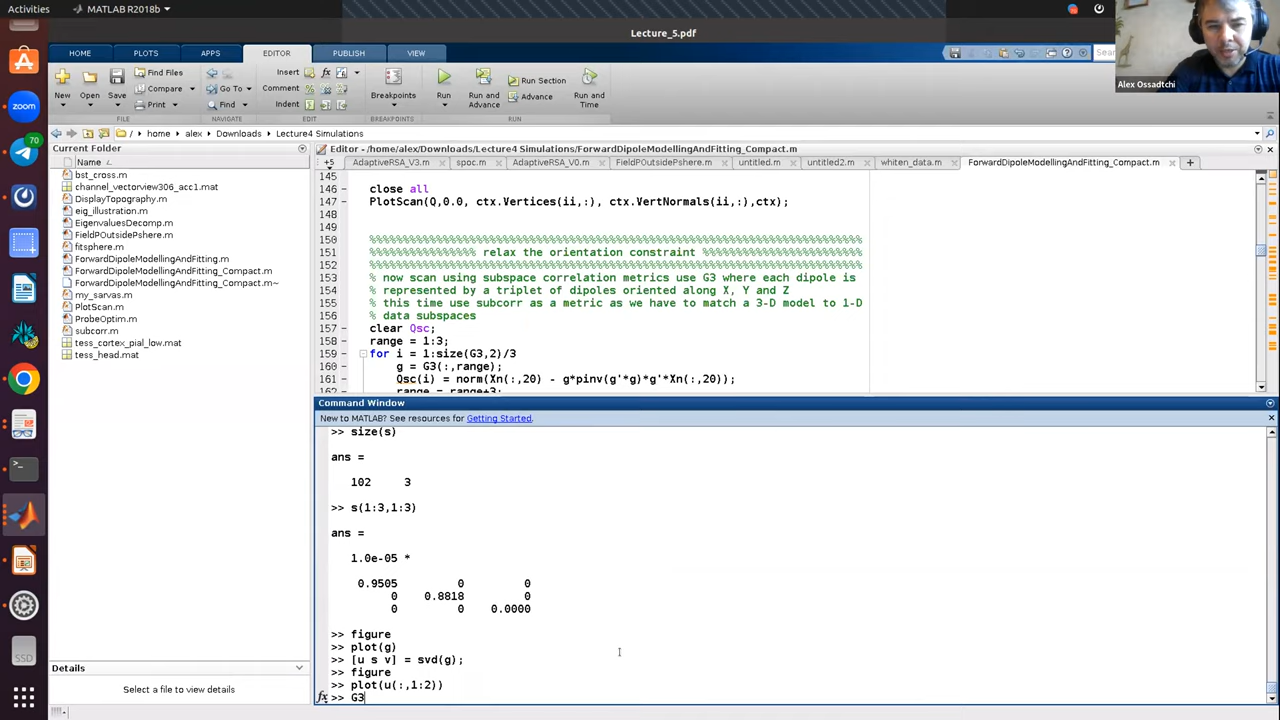 Activities
MATLAB R2018b
Lecture_5.pdf
Alex Ossadtchi
HOME PLOTS APPS EDITOR PUBLISH VIEW
New Open Save
Find Files
Compare
Print
Go To
Find
Insert
Comment
Indent
Breakpoints
Run
Run and Advance
Run Section
Advance
Run and Time
FILE NAVIGATE EDIT BREAKPOINTS RUN
/ home alex Downloads Lecture4 Simulations
Current Folder
Name
bst_cross.m
channel_vectorview306_acc1.mat
DisplayTopography.m
eig_illustration.m
EigenvaluesDecomp.m
FieldPOutsidePshere.m
fitsphere.m
ForwardDipoleModellingAndFitting.m
ForwardDipoleModellingAndFitting_Compact.m
ForwardDipoleModellingAndFitting_Compact.m~
my_sarvas.m
PlotScan.m
ProbeOptim.m
subcorr.m
tess_cortex_pial_low.mat
tess_head.mat
Details
Select a file to view details
Editor - /home/alex/Downloads/Lecture4 Simulations/ForwardDipoleModellingAndFitting_Compact.m
+5 AdaptiveRSA_V3.m spoc.m AdaptiveRSA_V0.m FieldPOutsidePshere.m untitled.m untitled2.m whiten_data.m ForwardDipoleModellingAndFitting_Compact.m
145
146 close all
147 PlotScan(Q,0.0, ctx.Vertices(ii,:), ctx.VertNormals(ii,:),ctx);
148
149
150 %%%%%%%%%%%%%%%%%%%%%%%%%%%%%%%%%%%%%%%%%%%%%%%%%%%%%%%%%%%%%%%%%%%%%%%%%%%
151 %%%%%%%%%%%%%%%% relax the orientation constraint %%%%%%%%%%%%%%%%%%%%%%%%
152 %%%%%%%%%%%%%%%%%%%%%%%%%%%%%%%%%%%%%%%%%%%%%%%%%%%%%%%%%%%%%%%%%%%%%%%%%%%
153 % now scan using subspace correlation metrics use G3 where each dipole is
154 % represented by a triplet of dipoles oriented along X, Y and Z
155 % this time use subcorr as a metric as we have to match a 3-D model to 1-D
156 % data subspaces
157 clear Qsc;
158 range = 1:3;
159 for i = 1:size(G3,2)/3
160 g = G3(:,range);
161 Qsc(i) = norm(Xn(:,20) - g*pinv(g'*g)*g'*Xn(:,20));
162 range = range+3;
Command Window
New to MATLAB? See resources for Getting Started.
>> size(s)
ans =
102 3
>> s(1:3,1:3)
ans =
1.0e-05 *
0.9505 0 0
0 0.8818 0
0 0 0.0000
>> figure
>> plot(g)
>> [u s v] = svd(g);
>> figure
>> plot(u(:,1:2))
fx >> G3
zoom
70
SSD